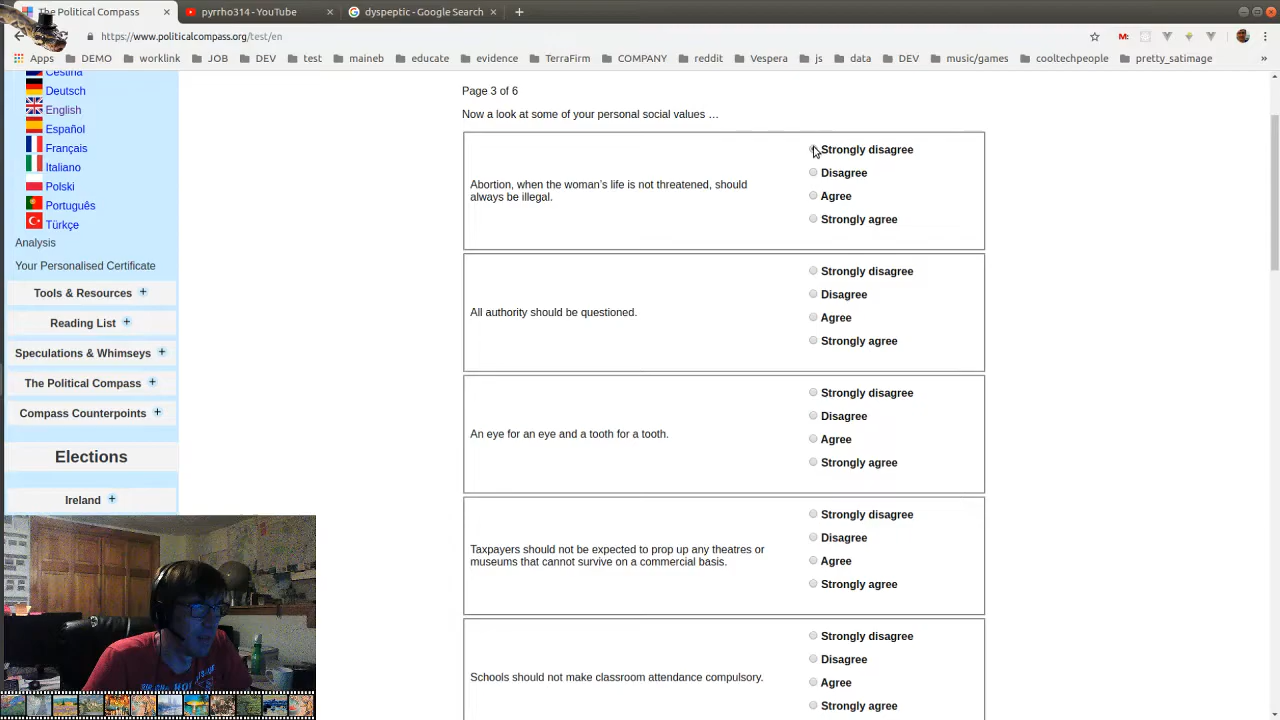 The Political Compass
pyrrho314 - YouTube
dyspeptic - Google Search
https://www.politicalcompass.org/test/en
Apps
DEMO
worklink
JOB
DEV
test
maineb
educate
evidence
TerraFirm
COMPANY
reddit
Vespera
js
data
DEV
music/games
cooltechpeople
pretty_satimage
»
Čeština
Deutsch
English
Español
Français
Italiano
Polski
Português
Türkçe
Analysis
Your Personalised Certificate
Tools & Resources +
Reading List +
Speculations & Whimseys +
The Political Compass +
Compass Counterpoints +
Elections
Ireland +
Page 3 of 6
Now a look at some of your personal social values …
Abortion, when the woman's life is not threatened, should
always be illegal.
Strongly disagree
Disagree
Agree
Strongly agree
All authority should be questioned.
Strongly disagree
Disagree
Agree
Strongly agree
An eye for an eye and a tooth for a tooth.
Strongly disagree
Disagree
Agree
Strongly agree
Taxpayers should not be expected to prop up any theatres or
museums that cannot survive on a commercial basis.
Strongly disagree
Disagree
Agree
Strongly agree
Schools should not make classroom attendance compulsory.
Strongly disagree
Disagree
Agree
Strongly agree